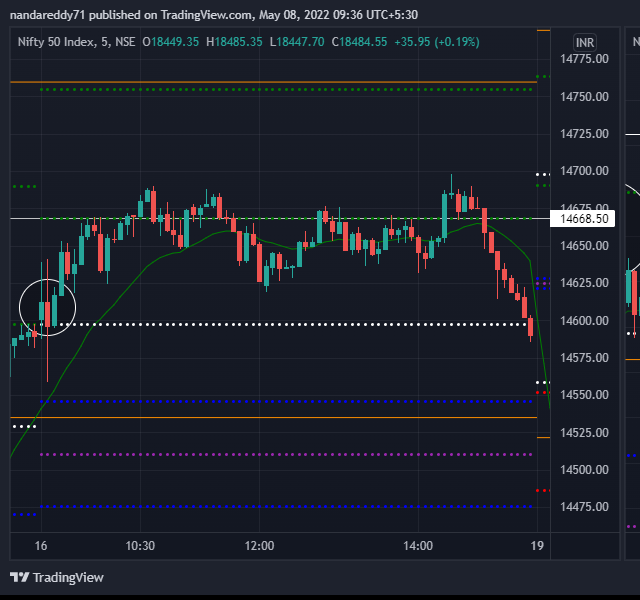 nandareddy71 published on TradingView.com, May 08, 2022 09:36 UTC+5:30
Nifty 50 Index, 5, NSE O18449.35 H18485.35 L18447.70 C18484.55 +35.95 (+0.19%)
INR
N
14775.00
14750.00
14725.00
14700.00
14675.00
14668.50
14650.00
14625.00
14600.00
14575.00
14550.00
14525.00
14500.00
14475.00
16 10:30 12:00 14:00 19
TradingView